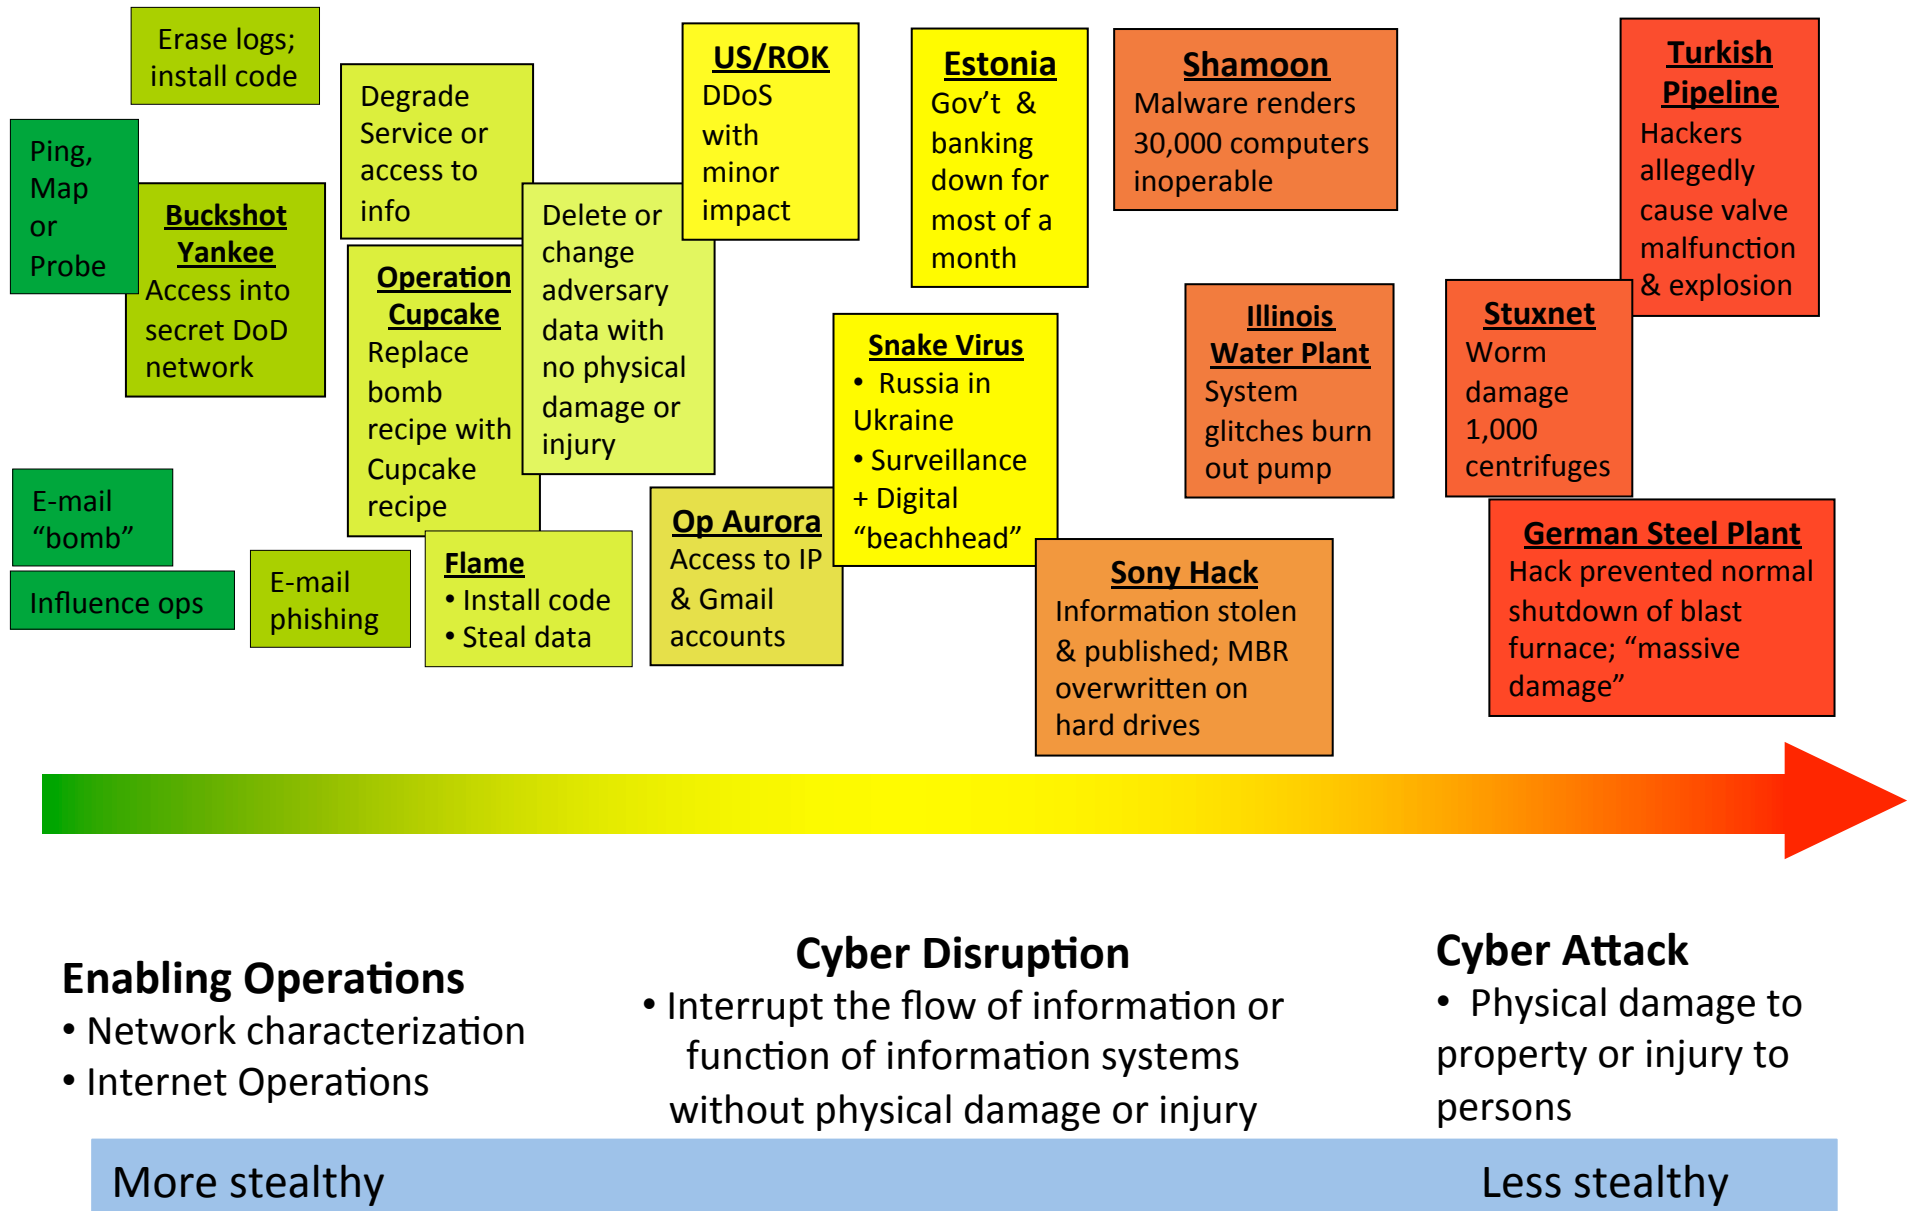 Erase logs;
install code
Ping,
Map
or
Probe
Buckshot
Yankee
Access into
secret DoD
network
E-mail
“bomb”
Influence ops
E-mail
phishing
Degrade
Service or
access to
info
Operation
Cupcake
Replace
bomb
recipe with
Cupcake
recipe
Flame
• Install code
• Steal data
Delete or
change
adversary
data with
no physical
damage or
injury
US/ROK
DDoS
with
minor
impact
Op Aurora
Access to IP
& Gmail
accounts
Estonia
Gov’t &
banking
down for
most of a
month
Snake Virus
• Russia in
Ukraine
• Surveillance
+ Digital
“beachhead”
Shamoon
Malware renders
30,000 computers
inoperable
Illinois
Water Plant
System
glitches burn
out pump
Sony Hack
Information stolen
& published; MBR
overwritten on
hard drives
Turkish
Pipeline
Hackers
allegedly
cause valve
malfunction
& explosion
Stuxnet
Worm
damage
1,000
centrifuges
German Steel Plant
Hack prevented normal
shutdown of blast
furnace; “massive
damage”
Enabling Operations
• Network characterization
• Internet Operations
Cyber Disruption
• Interrupt the flow of information or
function of information systems
without physical damage or injury
Cyber Attack
• Physical damage to
property or injury to
persons
More stealthy
Less stealthy